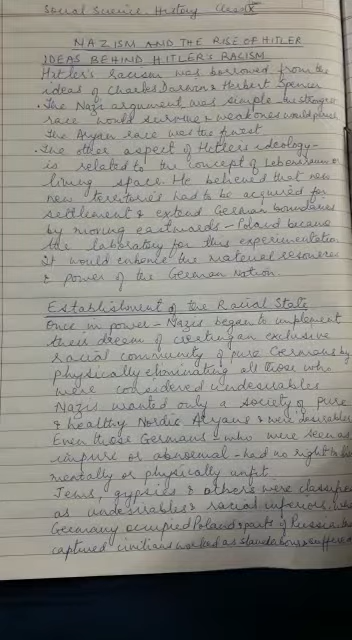 Social Science - History Class IX
NAZISM AND THE RISE OF HITLER
IDEAS BEHIND HITLER'S RACISM.
Hitler's racism was borrowed from the
ideas of Charles Darwin & Herbert Spencer
• The Nazi argument was simple the strongest
race would survive & weak ones would perish
The Aryan race was the finest
• The other aspect of Hitler's ideology
is related to the concept of Lebensraum or
living space. He believed that new
new territories had to be acquired for
settlement & extend German boundaries
by moving eastwards - Poland became
the laboratory for this experimentation
it would enhance the material resources
& power of the German Nation.
Establishment of the Racial State
Once in power - Nazis began to implement
their dream of creating an exclusive
racial community of pure Germans by
physically eliminating all those who
were considered undesirables
Nazis wanted only a society of pure
& healthy Nordic Aryans & were desirables
Even those Germans - who were seen as
impure or abnormal - had no right to
mentally or physically unfit.
Jews, gypsies & others were classified
as undesirables racial inferiors,
Germany occupied Poland & parts of Russia
captured civilians worked as slave labour & suffered